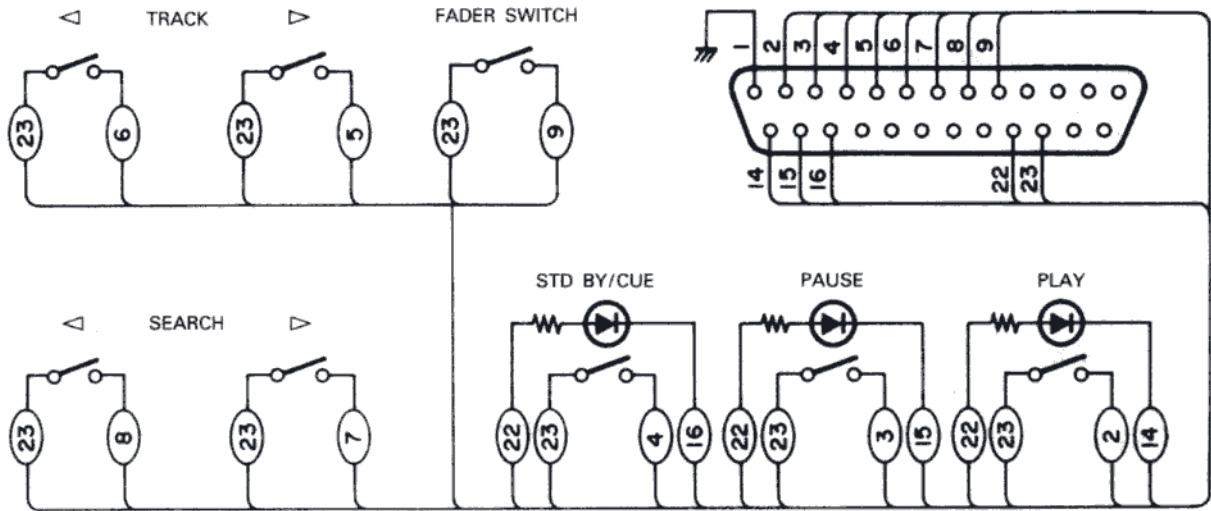 ◁ TRACK ▷
FADER SWITCH
1 2 3 4 5 6 7 8 9
23 6 23 5 23 9
14 15 16 22 23
STD BY/CUE
PAUSE
PLAY
◁ SEARCH ▷
23 8 23 7 22 23 4 16 22 23 3 15 22 23 2 14